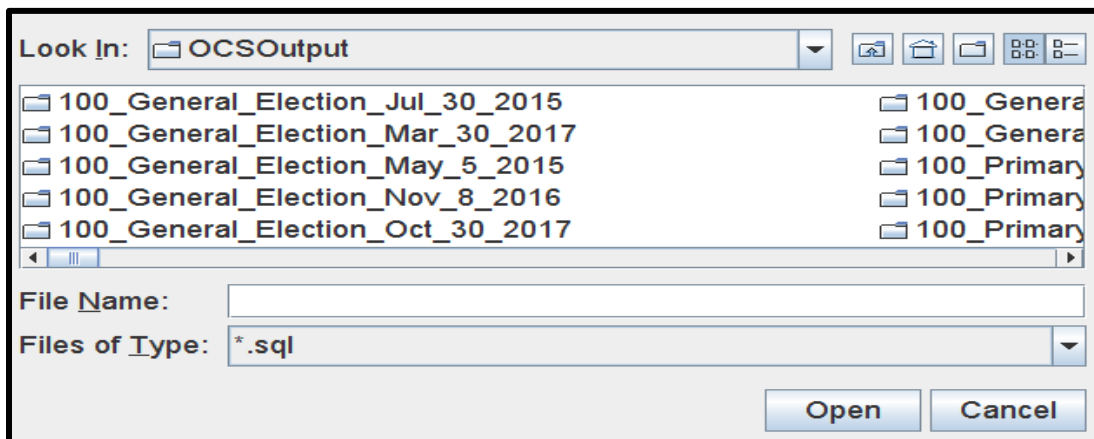 Look In: OCSOutput
100_General_Election_Jul_30_2015
100_General_Election_Mar_30_2017
100_General_Election_May_5_2015
100_General_Election_Nov_8_2016
100_General_Election_Oct_30_2017
100_Genera
100_Genera
100_Primary
100_Primary
100_Primary
File Name:
Files of Type: *.sql
Open Cancel